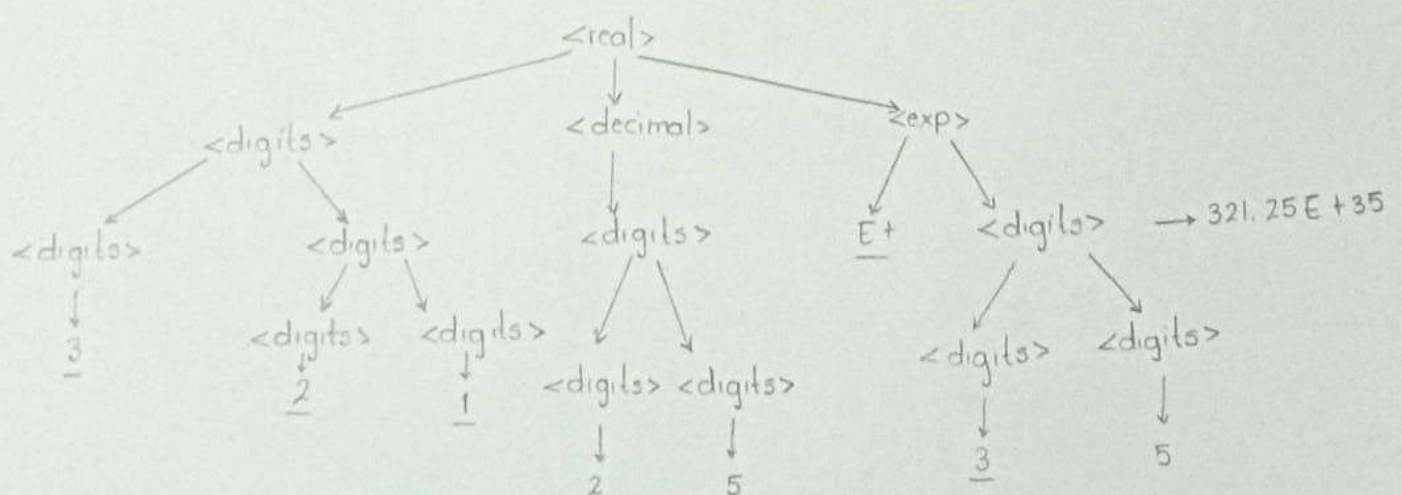 <real>
<digits> <decimal> <exp>
<digits> <digits> <digits> E+ <digits> → 321.25E+35
3 <digits> <digits> <digits> <digits> <digits> <digits>
2 1 2 5 3 5